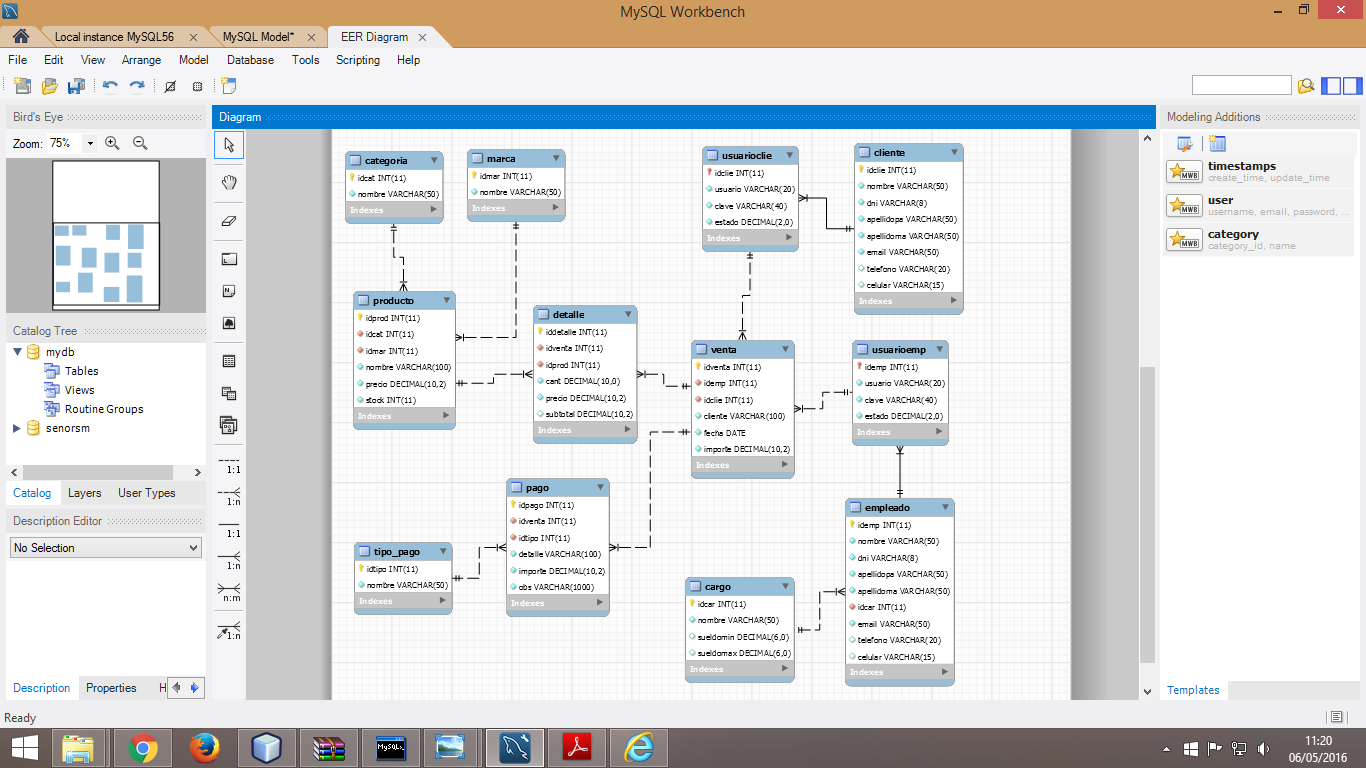 MySQL Workbench
Local instance MySQL56
MySQL Model*
EER Diagram
File Edit View Arrange Model Database Tools Scripting Help
Bird's Eye
Zoom: 75%
Catalog Tree
mydb
Tables
Views
Routine Groups
senorsm
Catalog Layers User Types
Description Editor
No Selection
Description Properties H
Ready
Diagram
1:1
1:n
1:1
1:n
n:m
1:n
categoria
idcat INT(11)
nombre VARCHAR(50)
Indexes
marca
idmar INT(11)
nombre VARCHAR(50)
Indexes
usuarioclie
idclie INT(11)
usuario VARCHAR(20)
clave VARCHAR(40)
estado DECIMAL(2,0)
Indexes
cliente
idclie INT(11)
nombre VARCHAR(50)
dni VARCHAR(8)
apellidopa VARCHAR(50)
apellidoma VARCHAR(50)
email VARCHAR(50)
telefono VARCHAR(20)
celular VARCHAR(15)
Indexes
producto
idprod INT(11)
idcat INT(11)
idmar INT(11)
nombre VARCHAR(100)
precio DECIMAL(10,2)
stock INT(11)
Indexes
detalle
iddetalle INT(11)
idventa INT(11)
idprod INT(11)
cant DECIMAL(10,0)
precio DECIMAL(10,2)
subtotal DECIMAL(10,2)
Indexes
venta
idventa INT(11)
idemp INT(11)
idclie INT(11)
cliente VARCHAR(100)
fecha DATE
importe DECIMAL(10,2)
Indexes
usuarioemp
idemp INT(11)
usuario VARCHAR(20)
clave VARCHAR(40)
estado DECIMAL(2,0)
Indexes
pago
idpago INT(11)
idventa INT(11)
idtipo INT(11)
detalle VARCHAR(100)
importe DECIMAL(10,2)
obs VARCHAR(1000)
Indexes
tipo_pago
idtipo INT(11)
nombre VARCHAR(50)
Indexes
cargo
idcar INT(11)
nombre VARCHAR(50)
sueldomin DECIMAL(6,0)
sueldomax DECIMAL(6,0)
Indexes
empleado
idemp INT(11)
nombre VARCHAR(50)
dni VARCHAR(8)
apellidopa VARCHAR(50)
apellidoma VARCHAR(50)
idcar INT(11)
email VARCHAR(50)
telefono VARCHAR(20)
celular VARCHAR(15)
Indexes
Modeling Additions
timestamps
create_time, update_time
user
username, email, password, ...
category
category_id, name
MWB
MWB
MWB
Templates
MySQL>
11:20
06/05/2016